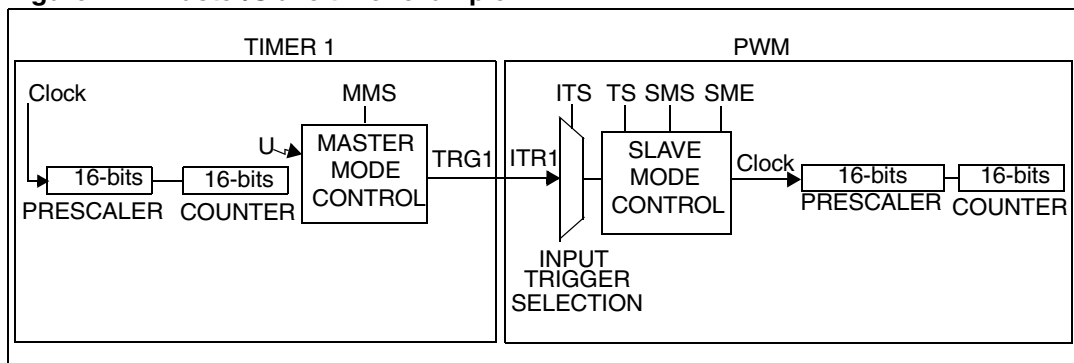 TIMER 1
PWM
Clock
MMS
ITS TS SMS SME
U
MASTER
MODE
CONTROL
TRG1
ITR1
SLAVE
MODE
CONTROL
Clock
16-bits
16-bits
16-bits
16-bits
PRESCALER
COUNTER
PRESCALER
COUNTER
INPUT
TRIGGER
SELECTION